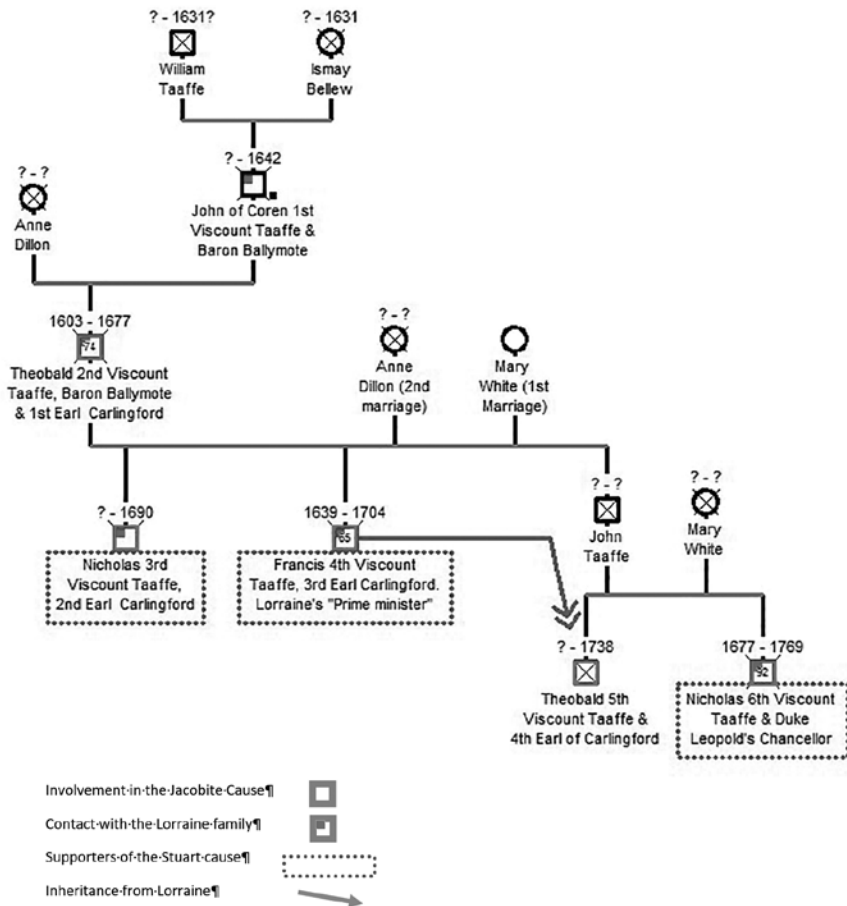 ? - 1631?
? - 1631
William
Taaffe
Ismay
Bellew
? - ?
Anne
Dillon
? - 1642
John of Coren 1st
Viscount Taaffe &
Baron Ballymote
1603 - 1677
74
Theobald 2nd Viscount
Taaffe, Baron Ballymote
& 1st Earl Carlingford
? - ?
Anne
Dillon (2nd
marriage)
Mary
White (1st
Marriage)
? - 1690
Nicholas 3rd
Viscount Taaffe,
2nd Earl Carlingford
1639 - 1704
65
Francis 4th Viscount
Taaffe, 3rd Earl Carlingford.
Lorraine's "Prime minister"
? - ?
John
Taaffe
? - ?
Mary
White
? - 1738
Theobald 5th
Viscount Taaffe &
4th Earl of Carlingford
1677 - 1769
92
Nicholas 6th Viscount
Taaffe & Duke
Leopold's Chancellor
Involvement·in·the·Jacobite·Cause¶
Contact·with·the·Lorraine·family¶
Supporters·of·the·Stuart·cause¶
Inheritance·from·Lorraine¶